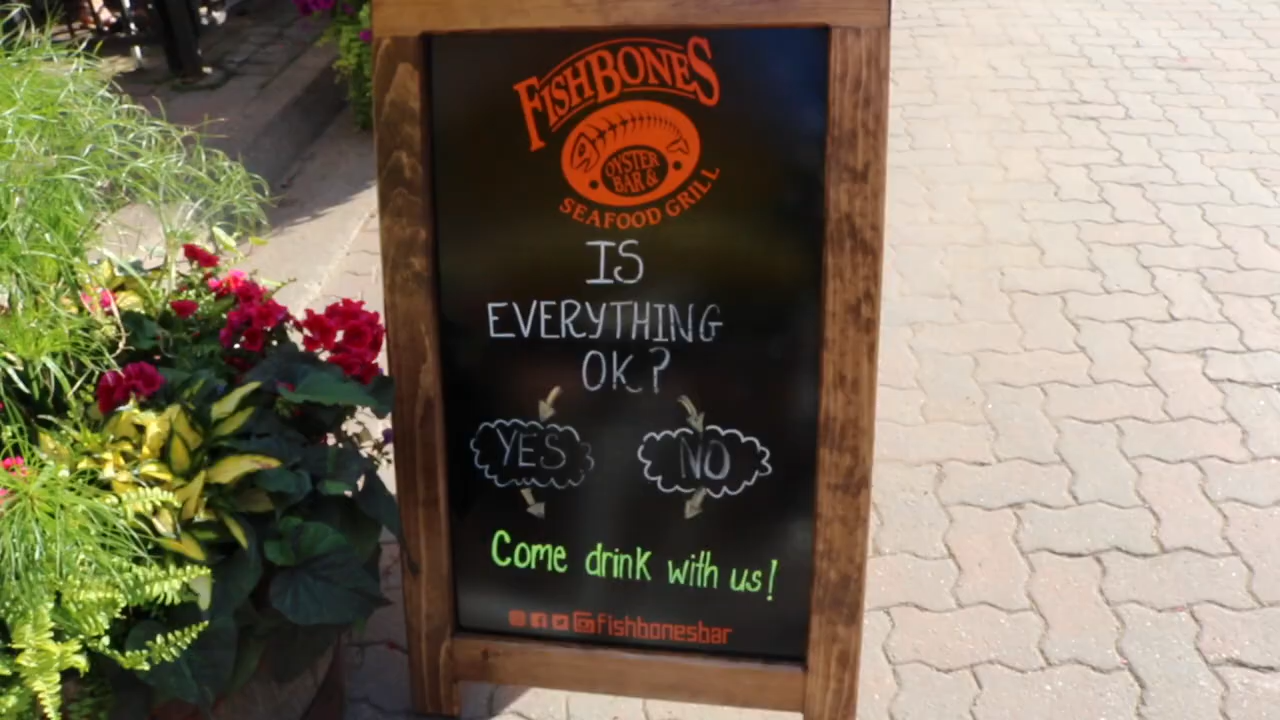 FISHBONES
OYSTER
BAR &
SEAFOOD GRILL
IS
EVERYTHING
OK?
YES NO
Come drink with us!
fishbonesbar